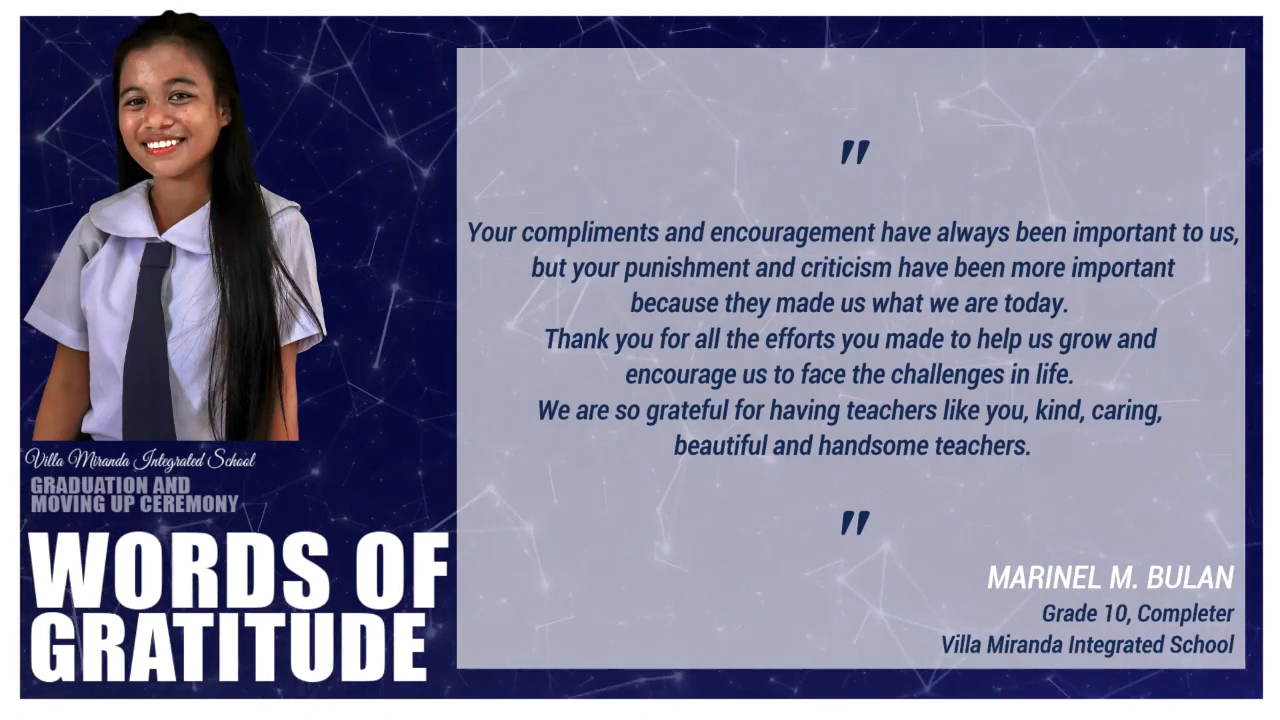 Villa Miranda Integrated School
GRADUATION AND
MOVING UP CEREMONY
WORDS OF
GRATITUDE
"
Your compliments and encouragement have always been important to us,
but your punishment and criticism have been more important
because they made us what we are today.
Thank you for all the efforts you made to help us grow and
encourage us to face the challenges in life.
We are so grateful for having teachers like you, kind, caring,
beautiful and handsome teachers.
"
MARINEL M. BULAN
Grade 10, Completer
Villa Miranda Integrated School